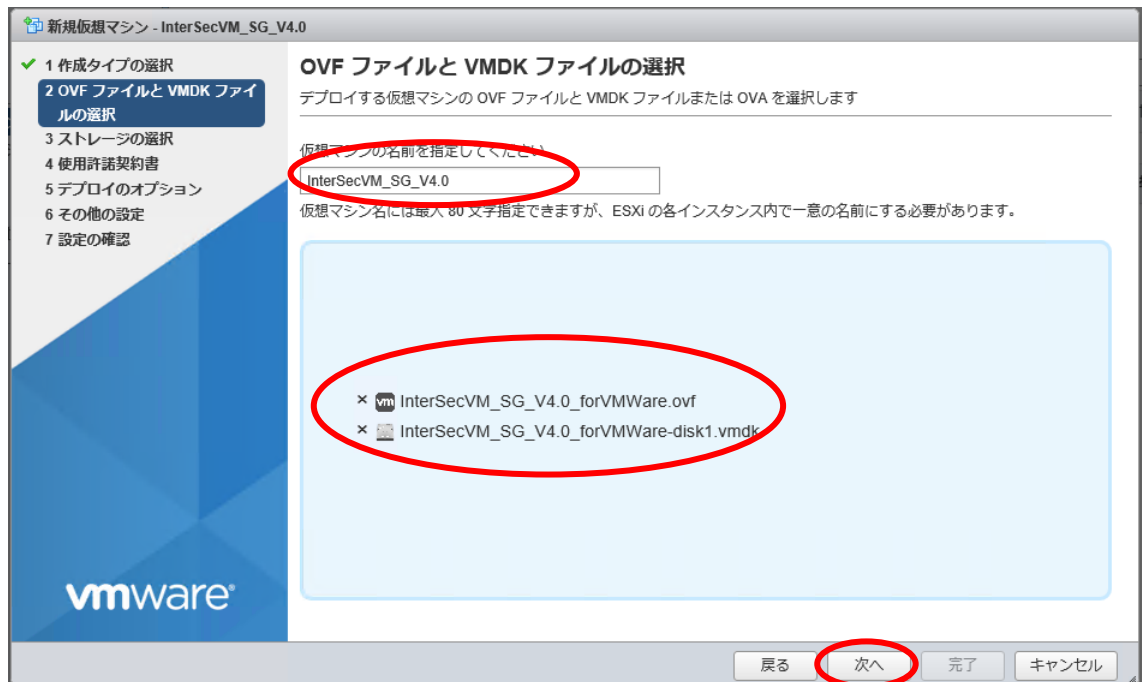 新規仮想マシン - InterSecVM_SG_V4.0
1 作成タイプの選択
2 OVF ファイルと VMDK ファイ
ルの選択
3 ストレージの選択
4 使用許諾契約書
5 デプロイのオプション
6 その他の設定
7 設定の確認
vmware
OVF ファイルと VMDK ファイルの選択
デプロイする仮想マシンの OVF ファイルと VMDK ファイルまたは OVA を選択します
仮想マシンの名前を指定してください
InterSecVM_SG_V4.0
仮想マシン名には最大 80 文字指定できますが、ESXi の各インスタンス内で一意の名前にする必要があります。
× vm InterSecVM_SG_V4.0_forVMWare.ovf
× InterSecVM_SG_V4.0_forVMWare-disk1.vmdk
戻る 次へ 完了 キャンセル